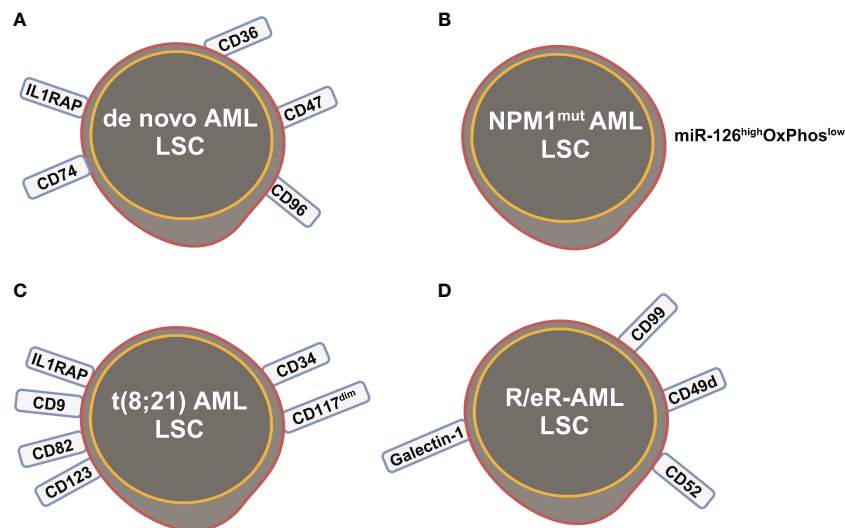 A
CD36
IL1RAP
CD47
de novo AML
LSC
CD74
CD96
B
NPM1ᵐᵘᵗ AML
LSC
miR-126ʰⁱᵍʰOxPhosˡᵒʷ
C
IL1RAP
CD34
CD9
t(8;21) AML
LSC
CD117ᵈⁱᵐ
CD82
CD123
D
CD99
R/eR-AML
LSC
CD49d
Galectin-1
CD52